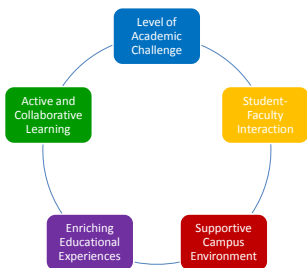 Level of
Academic
Challenge
Active and
Collaborative
Learning
Student-
Faculty
Interaction
Enriching
Educational
Experiences
Supportive
Campus
Environment